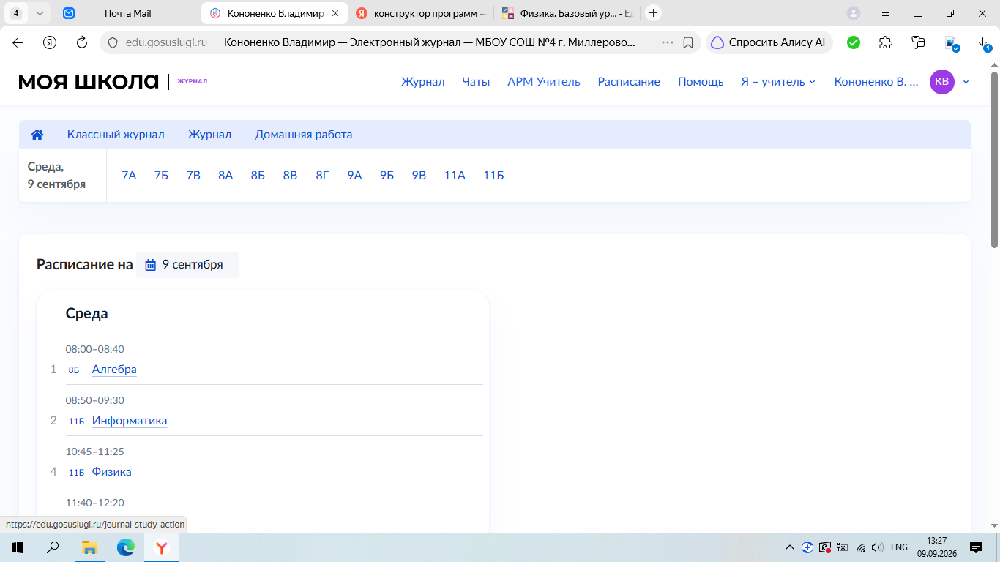 4
Почта Mail
Кононенко Владимир
конструктор программ —
Физика. Базовый ур... - Е
edu.gosuslugi.ru
Кононенко Владимир — Электронный журнал — МБОУ СОШ №4 г. Миллерово...
Спросить Алису AI
1
МОЯ ШКОЛА | ЖУРНАЛ
Журнал
Чаты
АРМ Учитель
Расписание
Помощь
Я – учитель
Кононенко В. ...
КВ
Классный журнал
Журнал
Домашняя работа
Среда,
9 сентября
7А 7Б 7В 8А 8Б 8В 8Г 9А 9Б 9В 11А 11Б
Расписание на 9 сентября
Среда
08:00–08:40
1 8Б Алгебра
08:50–09:30
2 11Б Информатика
10:45–11:25
4 11Б Физика
11:40–12:20
https://edu.gosuslugi.ru/journal-study-action
ENG
13:27
09.09.2026